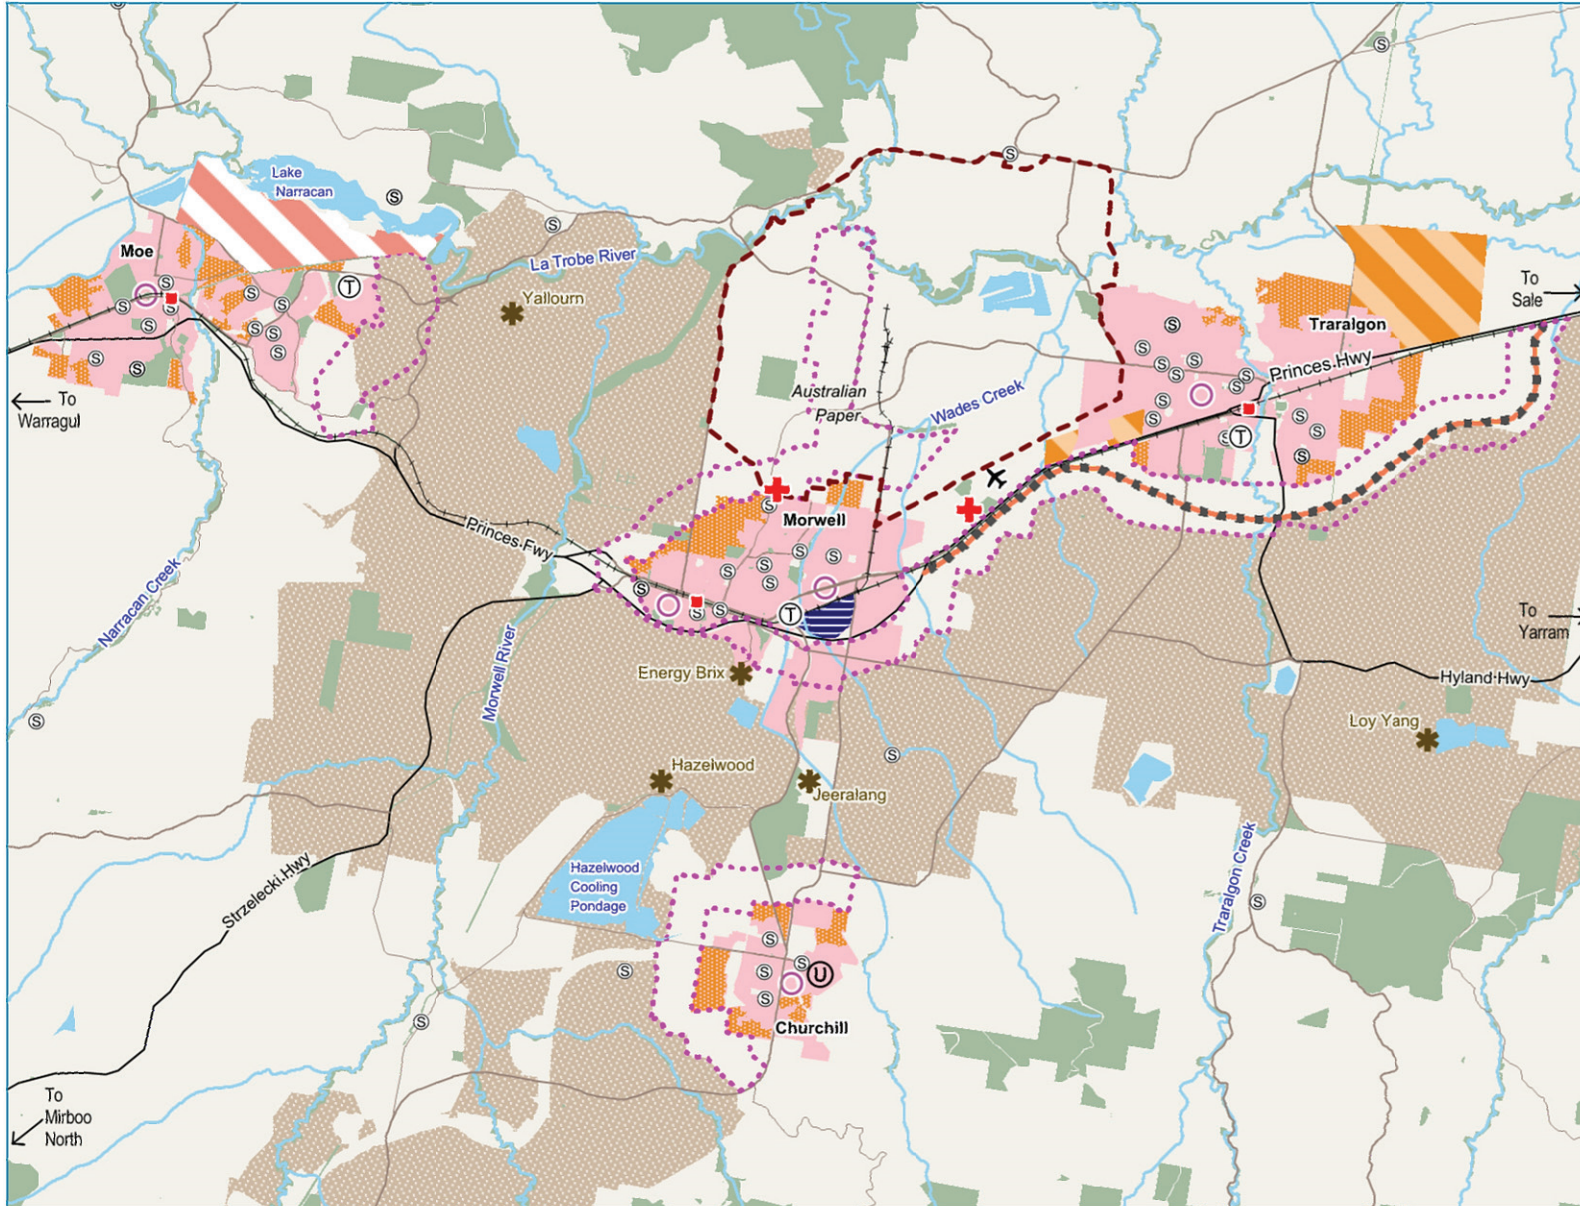 S
S
Lake
Narracan
S
S
S
Moe
La Trobe River
S
S
S
S
T
Yallourn
To
Sale
S
S
S
S
S
Traralgon
S
S
S
S
S
S
Princes Hwy
S
S
To
Warragul
Australian
Paper
Wades Creek
S
S
S
S
S
T
S
S
Morwell
Princes Fwy
S
S
S
S
S
S
Narracan Creek
S
S
T
To
Yarram
Morwell River
Energy Brix
Hyland Hwy
S
Loy Yang
S
Hazelwood
Jeeralang
Hazelwood
Cooling
Pondage
Strzelecki Hwy
Traralgon Creek
S
S
S
S
S
U
S
S
Churchill
To
Mirboo
North